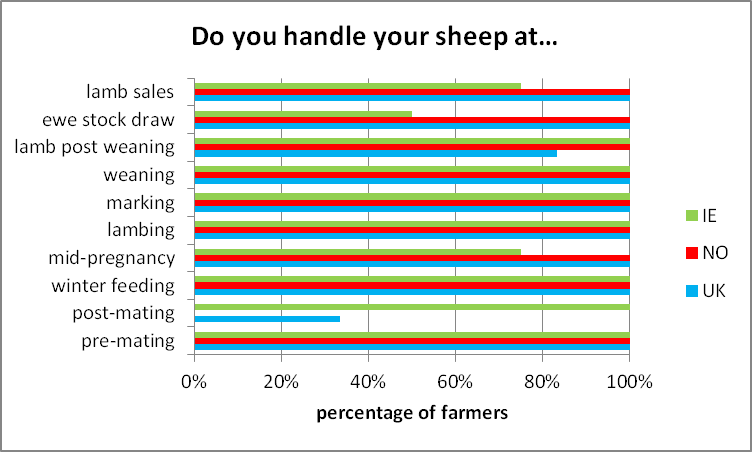 Do you handle your sheep at...
lamb sales
ewe stock draw
lamb post weaning
weaning
marking
lambing
mid-pregnancy
winter feeding
post-mating
pre-mating
0% 20% 40% 60% 80% 100%
percentage of farmers
IE
NO
UK